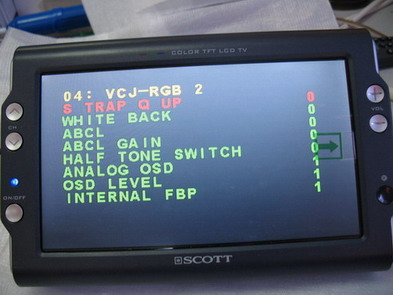 COLOR TFT LCD TV
04: VCJ-RGB 2
S TRAP Q UP 0
WHITE BACK 0
ABCL 0
ABCL GAIN 0
HALF TONE SWITCH 0
ANALOG OSD 1
OSD LEVEL 1
INTERNAL FBP 1
CH
ON/OFF
+
VOL
−
SCOTT